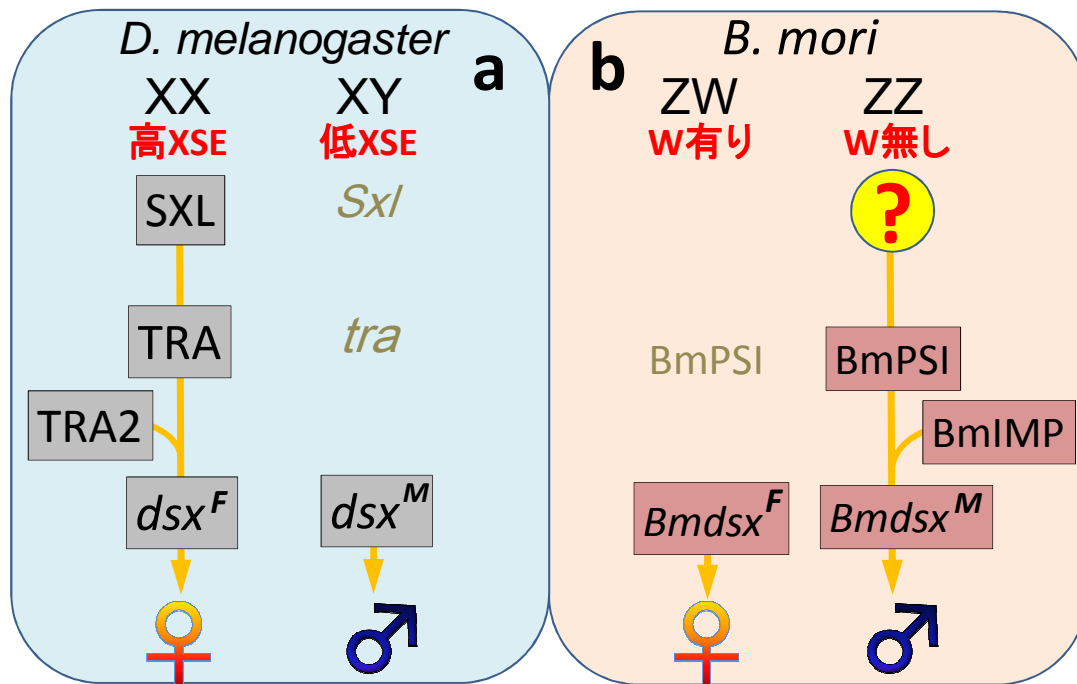 D. melanogaster
a
XX
XY
高XSE
低XSE
SXL
Sxl
TRA
tra
TRA2
dsxF
dsxM
b
B. mori
ZW
ZZ
W有り
W無し
?
BmPSI
BmPSI
BmIMP
BmdsxF
BmdsxM